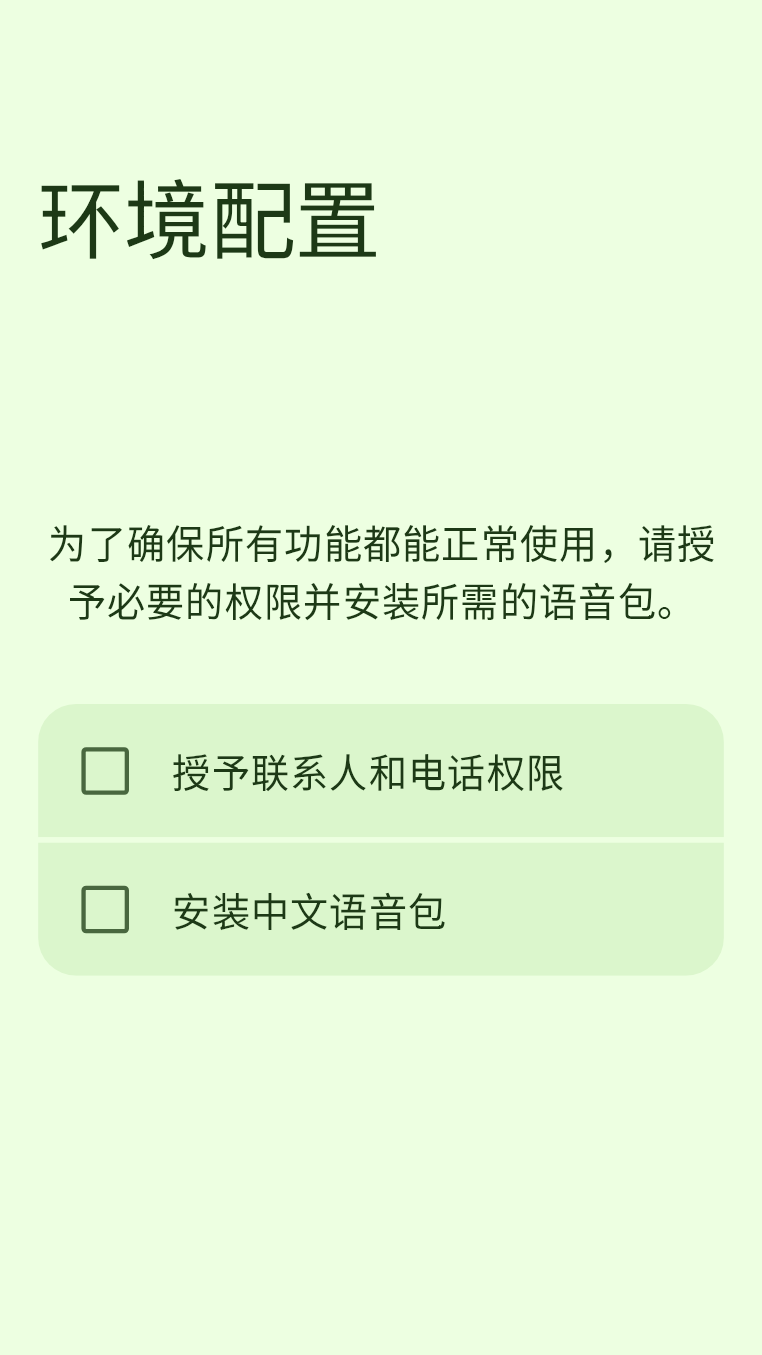 环境配置
为了确保所有功能都能正常使用，请授
予必要的权限并安装所需的语音包。
授予联系人和电话权限
安装中文语音包